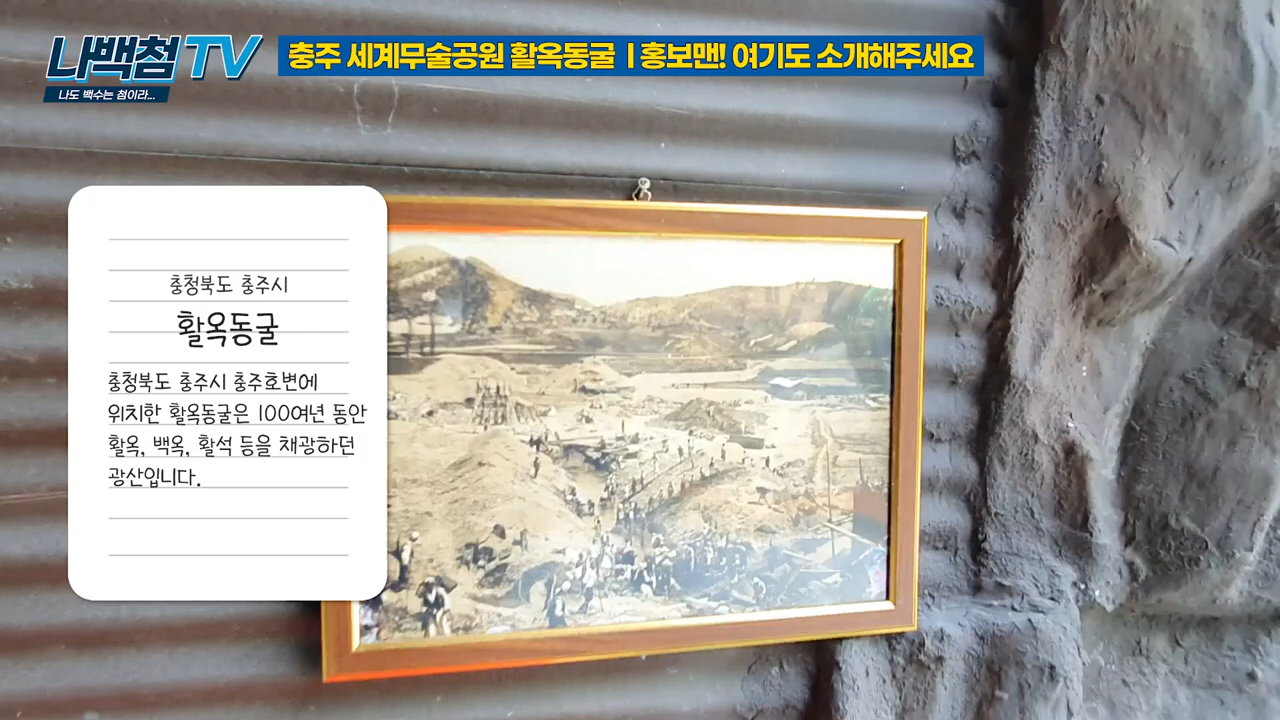 나백첨 TV
나도 백수는 첨이라...
충주 세계무술공원 활옥동굴 ㅣ홍보맨! 여기도 소개해주세요
충청북도 충주시
활옥동굴
충청북도 충주시 충주호변에
위치한 활옥동굴은 100여년 동안
활옥, 백옥, 활석 등을 채광하던
광산입니다.